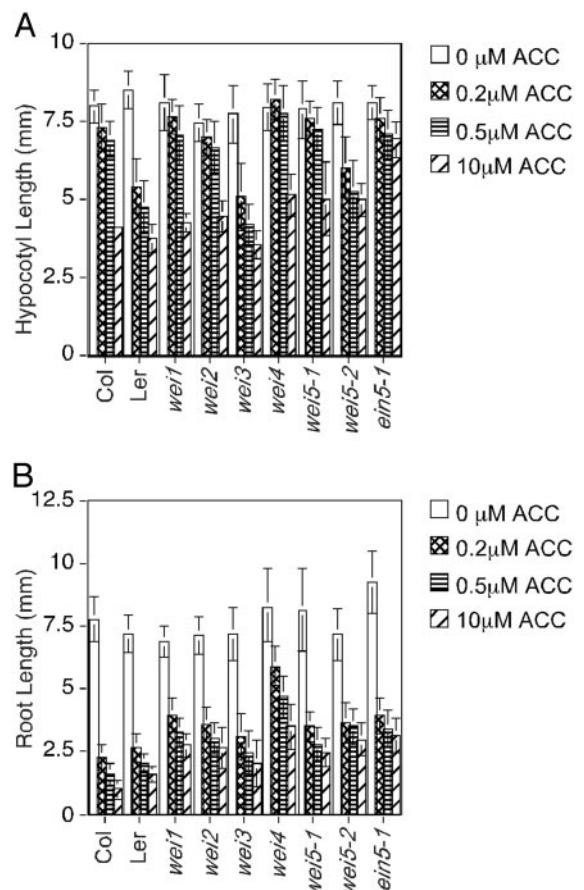 A
10
7.5
5
2.5
0
Hypocotyl Length (mm)
Col
Ler
wei1
wei2
wei3
wei4
wei5-1
wei5-2
ein5-1
0 μM ACC
0.2μM ACC
0.5μM ACC
10μM ACC
B
12.5
10
7.5
5
2.5
0
Root Length (mm)
Col
Ler
wei1
wei2
wei3
wei4
wei5-1
wei5-2
ein5-1
0 μM ACC
0.2μM ACC
0.5μM ACC
10μM ACC